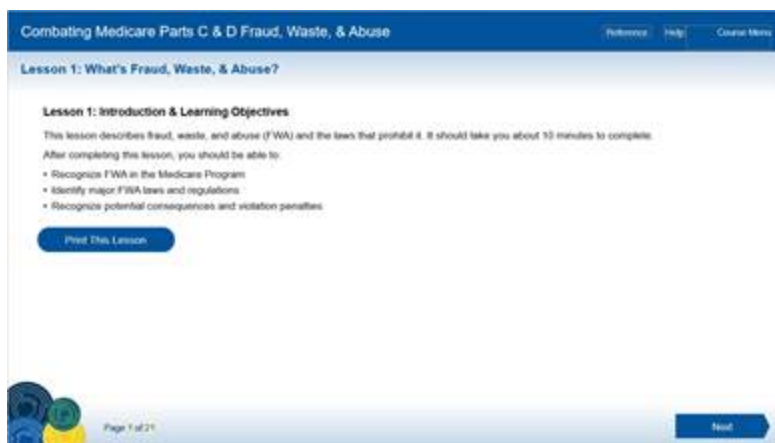 Combating Medicare Parts C & D Fraud, Waste, & Abuse
Reference Help Course Menu
Lesson 1: What's Fraud, Waste, & Abuse?
Lesson 1: Introduction & Learning Objectives
This lesson describes fraud, waste, and abuse (FWA) and the laws that prohibit it. It should take you about 10 minutes to complete.
After completing this lesson, you should be able to:
• Recognize FWA in the Medicare Program
• Identify major FWA laws and regulations
• Recognize potential consequences and violation penalties
Print This Lesson
Page 1 of 21
Next